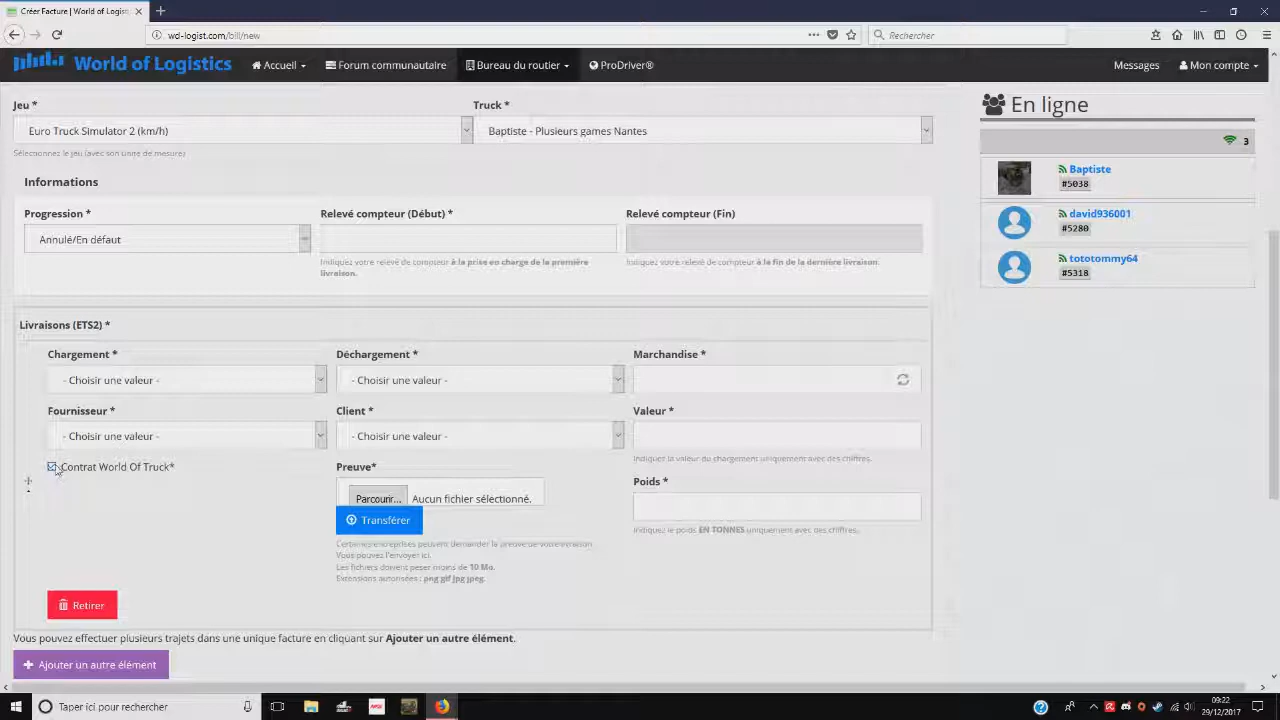 Créer Facture | World of Logistics
wd-logist.com/bill/new
Rechercher
World of Logistics
Accueil
Forum communautaire
Bureau du routier
ProDriver®
Messages
Mon compte
Jeu *
Truck *
Euro Truck Simulator 2 (km/h)
Baptiste - Plusieurs games Nantes
Sélectionnez le jeu (avec son unité de mesure)
En ligne
3
Baptiste
#5038
david936001
#5280
tototommy64
#5318
Informations
Progression *
Relevé compteur (Début) *
Relevé compteur (Fin)
Annulé/En défaut
Indiquez votre relevé de compteur à la prise en charge de la première
livraison.
Indiquez votre relevé de compteur à la fin de la dernière livraison.
Livraisons (ETS2) *
Chargement *
Déchargement *
Marchandise *
- Choisir une valeur -
- Choisir une valeur -
Fournisseur *
Client *
Valeur *
- Choisir une valeur -
- Choisir une valeur -
Indiquez la valeur du chargement uniquement avec des chiffres.
Contrat World Of Truck*
Preuve*
Poids *
Parcourir...
Aucun fichier sélectionné.
Transférer
Indiquez le poids EN TONNES uniquement avec des chiffres.
Certaines entreprises peuvent demander la preuve de votre livraison.
Vous pouvez l'envoyer ici.
Les fichiers doivent peser moins de 10 Mo.
Extensions autorisées : png gif jpg jpeg.
Retirer
Vous pouvez effectuer plusieurs trajets dans une unique facture en cliquant sur Ajouter un autre élément.
Ajouter un autre élément
Taper ici pour rechercher
09:22
29/12/2017